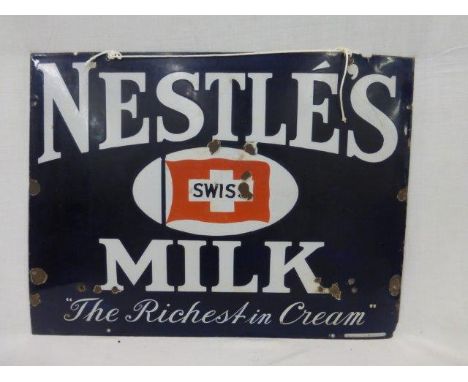 NESTLÉ'S
SWISS
MILK
"The Richest in Cream"